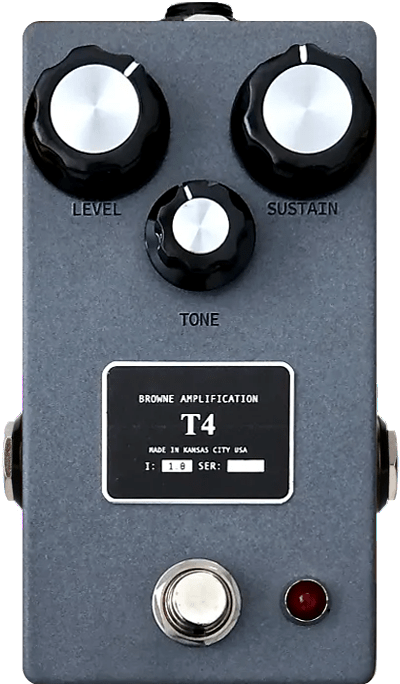 LEVEL SUSTAIN
TONE
BROWNE AMPLIFICATION
T4
MADE IN KANSAS CITY USA
I: 1.0 SER: